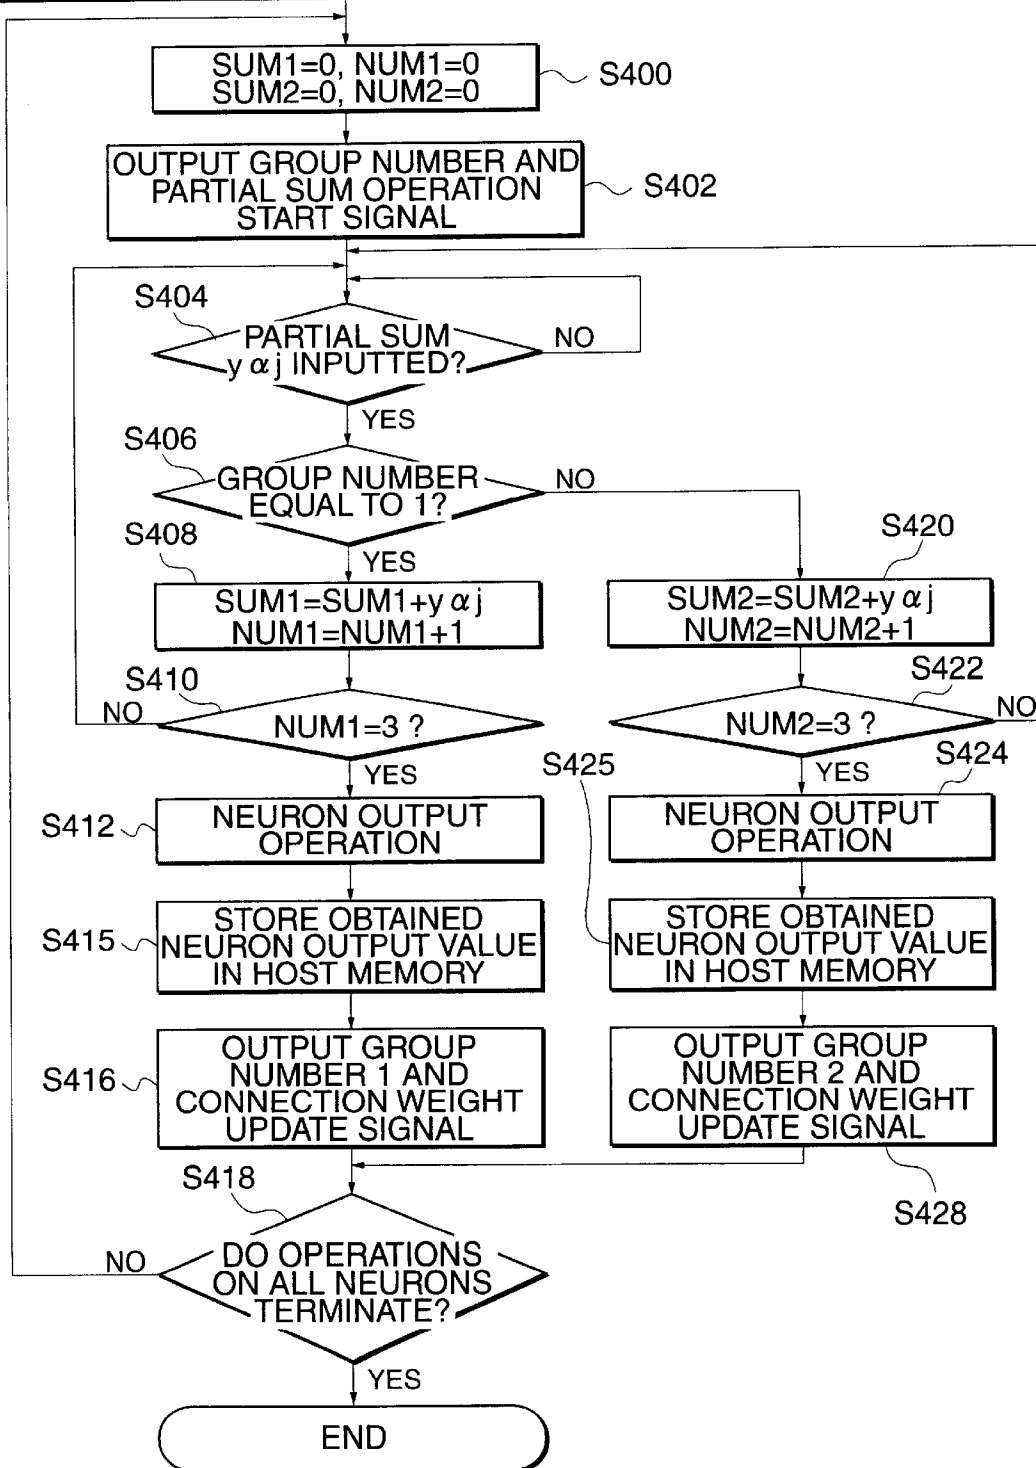 SUM1=0, NUM1=0
SUM2=0, NUM2=0
S400
OUTPUT GROUP NUMBER AND
PARTIAL SUM OPERATION
START SIGNAL
S402
S404
PARTIAL SUM
y α j INPUTTED?
NO
YES
S406
GROUP NUMBER
EQUAL TO 1?
NO
YES
S408
SUM1=SUM1+y α j
NUM1=NUM1+1
S420
SUM2=SUM2+y α j
NUM2=NUM2+1
S410
NO
NUM1=3 ?
YES
S422
NUM2=3 ?
NO
YES
S412
NEURON OUTPUT
OPERATION
S425
S424
NEURON OUTPUT
OPERATION
S415
STORE OBTAINED
NEURON OUTPUT VALUE
IN HOST MEMORY
STORE OBTAINED
NEURON OUTPUT VALUE
IN HOST MEMORY
S416
OUTPUT GROUP
NUMBER 1 AND
CONNECTION WEIGHT
UPDATE SIGNAL
OUTPUT GROUP
NUMBER 2 AND
CONNECTION WEIGHT
UPDATE SIGNAL
S418
S428
NO
DO OPERATIONS
ON ALL NEURONS
TERMINATE?
YES
END